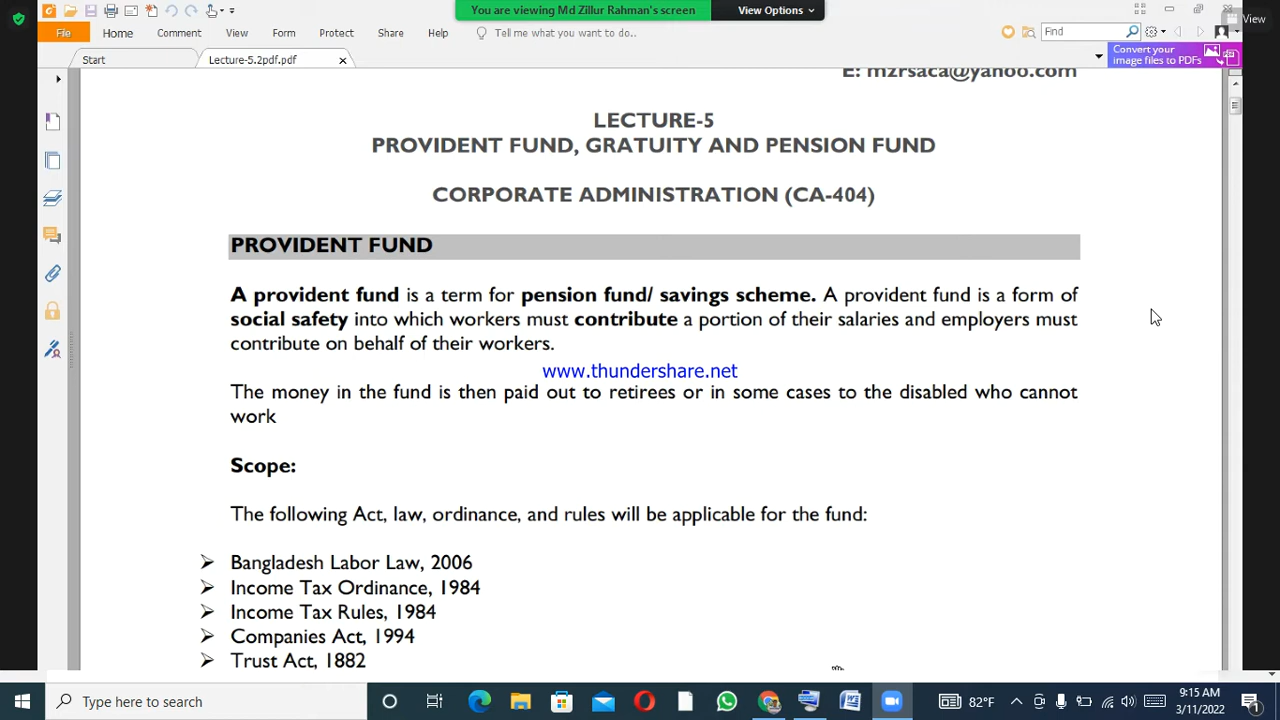 You are viewing Md Zillur Rahman's screen
View Options
View
File
Home
Comment
View
Form
Protect
Share
Help
Tell me what you want to do..
Find
Start
Lecture-5.2pdf.pdf
Convert your
image files to PDFs
E: mzrsaca@yahoo.com
LECTURE-5
PROVIDENT FUND, GRATUITY AND PENSION FUND
CORPORATE ADMINISTRATION (CA-404)
PROVIDENT FUND
A provident fund is a term for pension fund/ savings scheme. A provident fund is a form of
social safety into which workers must contribute a portion of their salaries and employers must
contribute on behalf of their workers.
www.thundershare.net
The money in the fund is then paid out to retirees or in some cases to the disabled who cannot
work
Scope:
The following Act, law, ordinance, and rules will be applicable for the fund:
➢ Bangladesh Labor Law, 2006
➢ Income Tax Ordinance, 1984
➢ Income Tax Rules, 1984
➢ Companies Act, 1994
➢ Trust Act, 1882
Type here to search
82°F
9:15 AM
3/11/2022
1